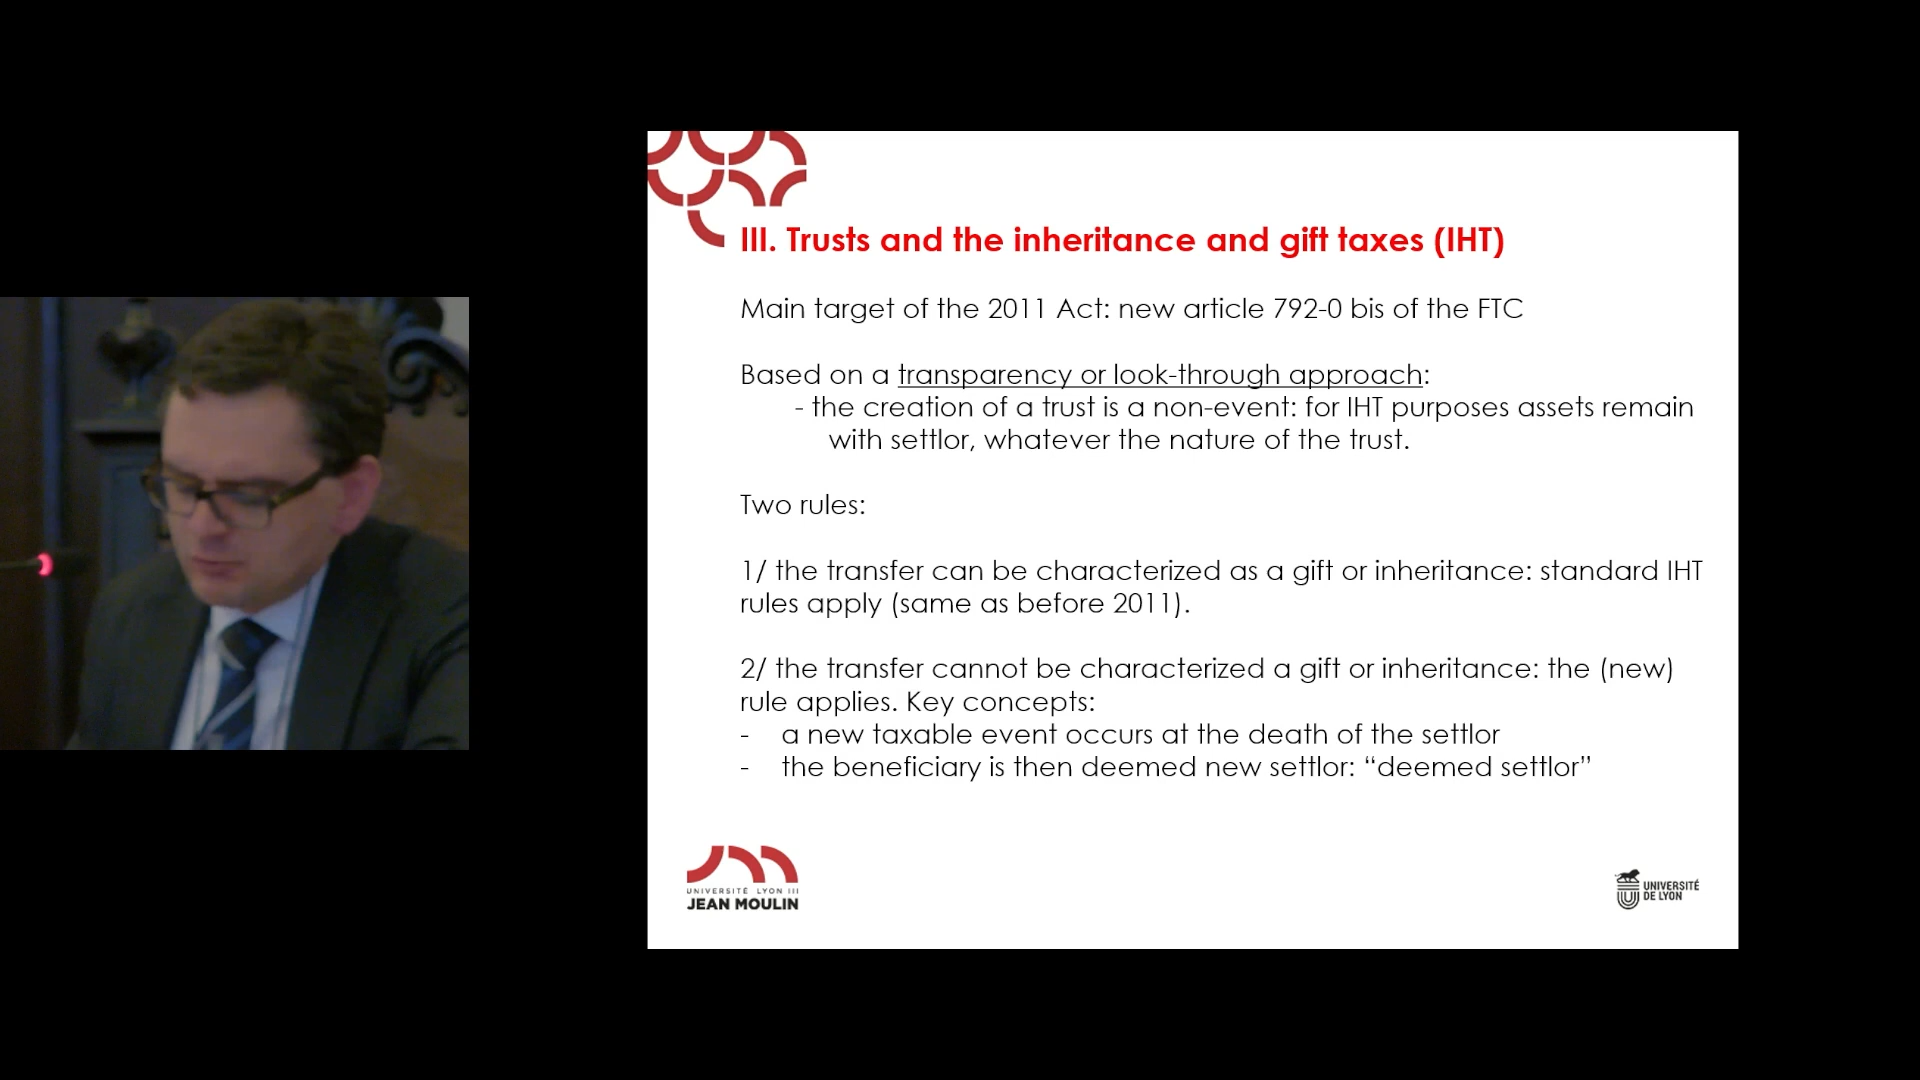 III. Trusts and the inheritance and gift taxes (IHT)
Main target of the 2011 Act: new article 792-0 bis of the FTC
Based on a transparency or look-through approach:
- the creation of a trust is a non-event: for IHT purposes assets remain
with settlor, whatever the nature of the trust.
Two rules:
1/ the transfer can be characterized as a gift or inheritance: standard IHT
rules apply (same as before 2011).
2/ the transfer cannot be characterized a gift or inheritance: the (new)
rule applies. Key concepts:
- a new taxable event occurs at the death of the settlor
- the beneficiary is then deemed new settlor: “deemed settlor”
UNIVERSITÉ LYON III
JEAN MOULIN
UNIVERSITÉ
DE LYON